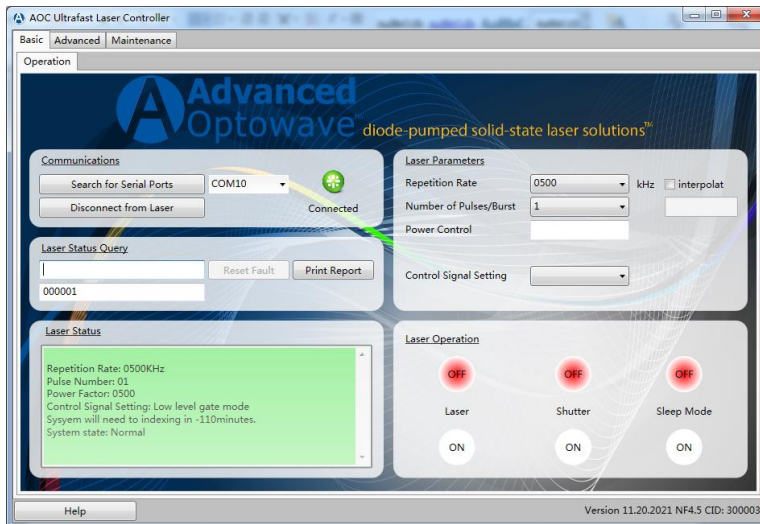 AOC Ultrafast Laser Controller
Basic Advanced Maintenance
Operation
Advanced
Optowave™ diode-pumped solid-state laser solutions™
Communications
Search for Serial Ports COM10
Disconnect from Laser Connected
Laser Status Query
Reset Fault Print Report
000001
Laser Status
Repetition Rate: 0500KHz
Pulse Number: 01
Power Factor: 0500
Control Signal Setting: Low level gate mode
Sysyem will need to indexing in -110minutes.
System state: Normal
Laser Parameters
Repetition Rate 0500 kHz interpolat
Number of Pulses/Burst 1
Power Control
Control Signal Setting
Laser Operation
OFF OFF OFF
Laser Shutter Sleep Mode
ON ON ON
Help Version 11.20.2021 NF4.5 CID: 300003